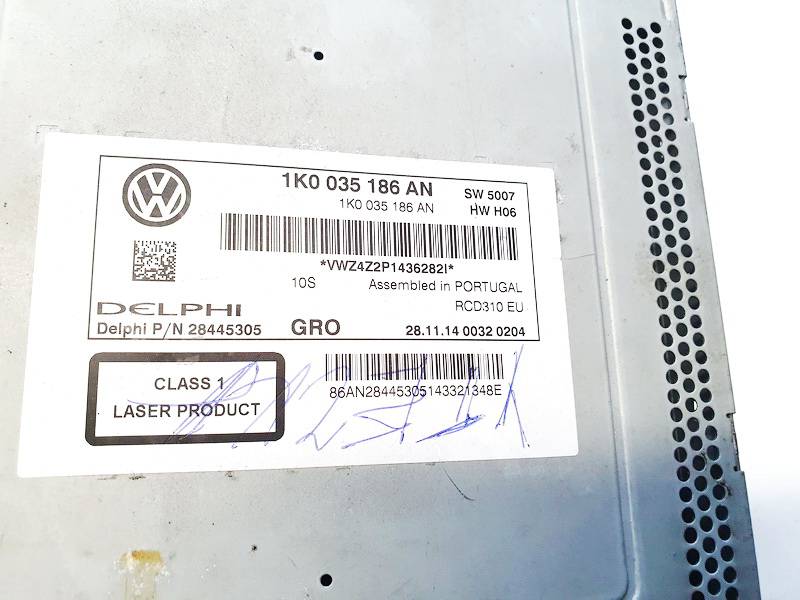 1K0 035 186 AN
SW 5007
1K0 035 186 AN
HW H06
*VWZ4Z2P1436282I*
10S Assembled in PORTUGAL
DELPHI
RCD310 EU
Delphi P/N 28445305 GRO 28.11.14 0032 0204
CLASS 1
LASER PRODUCT
86AN28445305143321348E